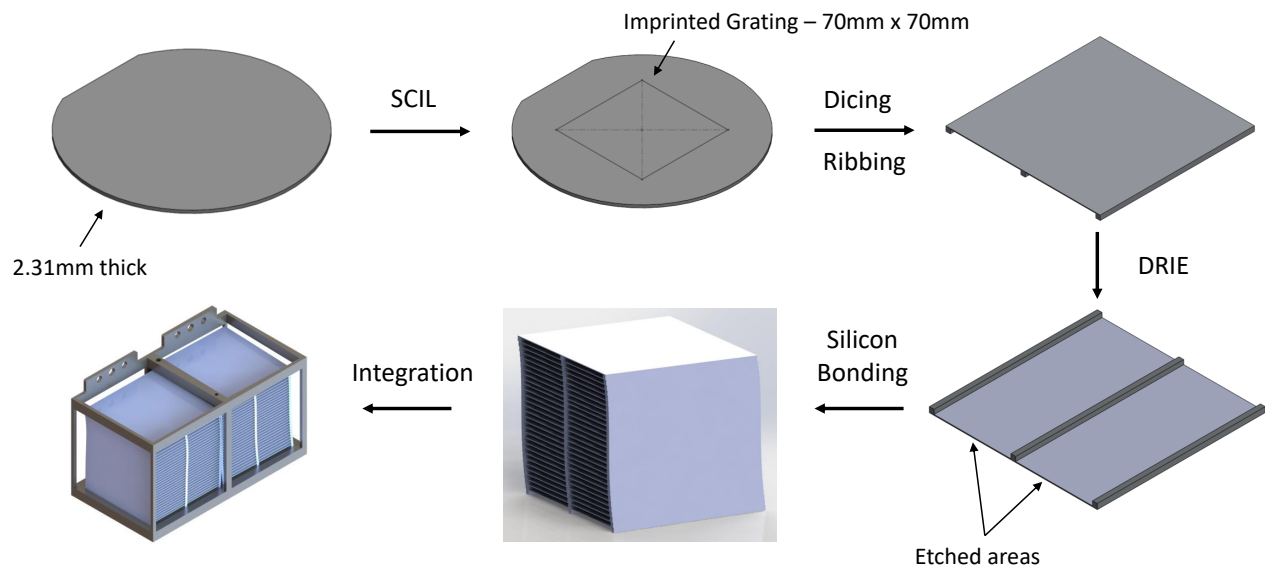 Imprinted Grating – 70mm x 70mm
SCIL
Dicing
Ribbing
2.31mm thick
DRIE
Integration
Silicon
Bonding
Etched areas